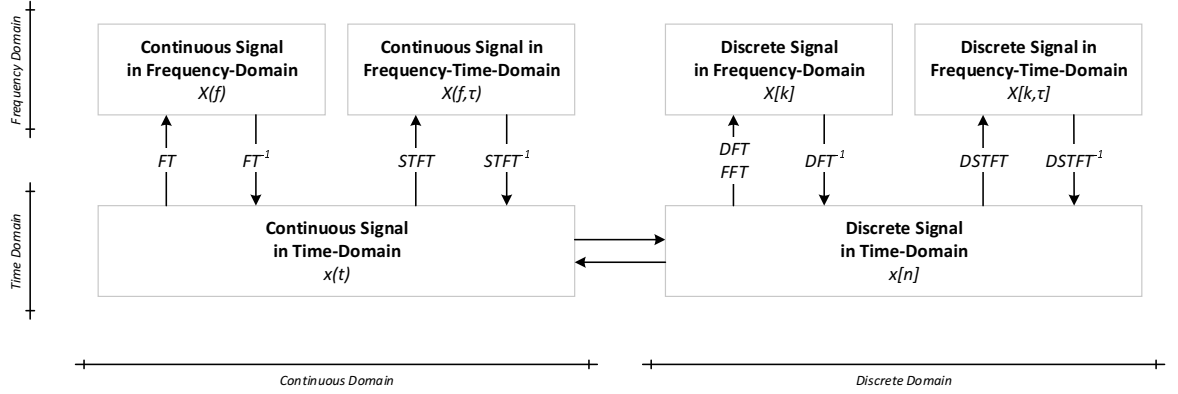 Frequency Domain
Continuous Signal
in Frequency-Domain
X(f)
Continuous Signal in
Frequency-Time-Domain
X(f,τ)
Discrete Signal
in Frequency-Domain
X[k]
Discrete Signal in
Frequency-Time-Domain
X[k,τ]
FT
FT⁻¹
STFT
STFT⁻¹
DFT
FFT
DFT⁻¹
DSTFT
DSTFT⁻¹
Time Domain
Continuous Signal
in Time-Domain
x(t)
Discrete Signal
in Time-Domain
x[n]
Continuous Domain
Discrete Domain